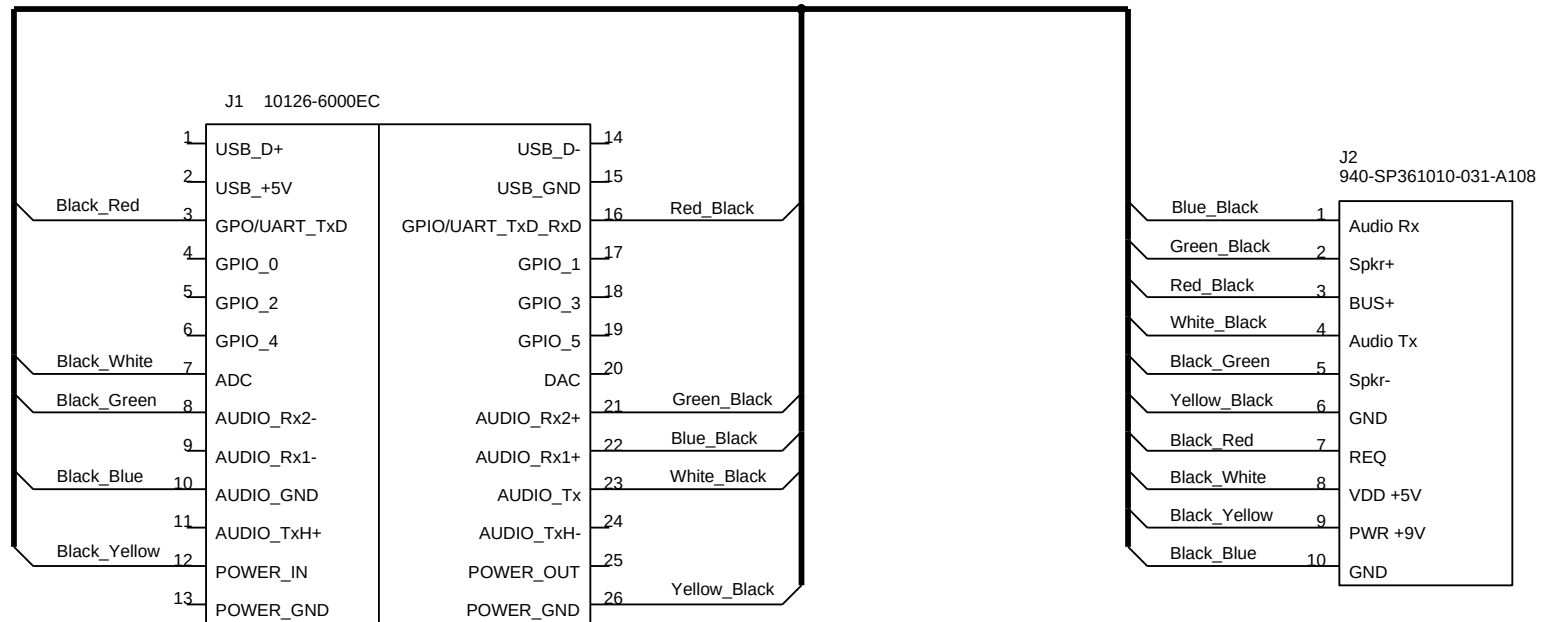 J1 10126-6000EC
1 USB_D+ USB_D- 14
2 USB_+5V USB_GND 15
Black_Red 3 GPO/UART_TxD GPIO/UART_TxD_RxD 16 Red_Black
4 GPIO_0 GPIO_1 17
5 GPIO_2 GPIO_3 18
6 GPIO_4 GPIO_5 19
Black_White 7 ADC DAC 20
Black_Green 8 AUDIO_Rx2- AUDIO_Rx2+ 21 Green_Black
9 AUDIO_Rx1- AUDIO_Rx1+ 22 Blue_Black
Black_Blue 10 AUDIO_GND AUDIO_Tx 23 White_Black
11 AUDIO_TxH+ AUDIO_TxH- 24
Black_Yellow 12 POWER_IN POWER_OUT 25
13 POWER_GND POWER_GND 26 Yellow_Black
J2
940-SP361010-031-A108
Blue_Black 1 Audio Rx
Green_Black 2 Spkr+
Red_Black 3 BUS+
White_Black 4 Audio Tx
Black_Green 5 Spkr-
Yellow_Black 6 GND
Black_Red 7 REQ
Black_White 8 VDD +5V
Black_Yellow 9 PWR +9V
Black_Blue 10 GND